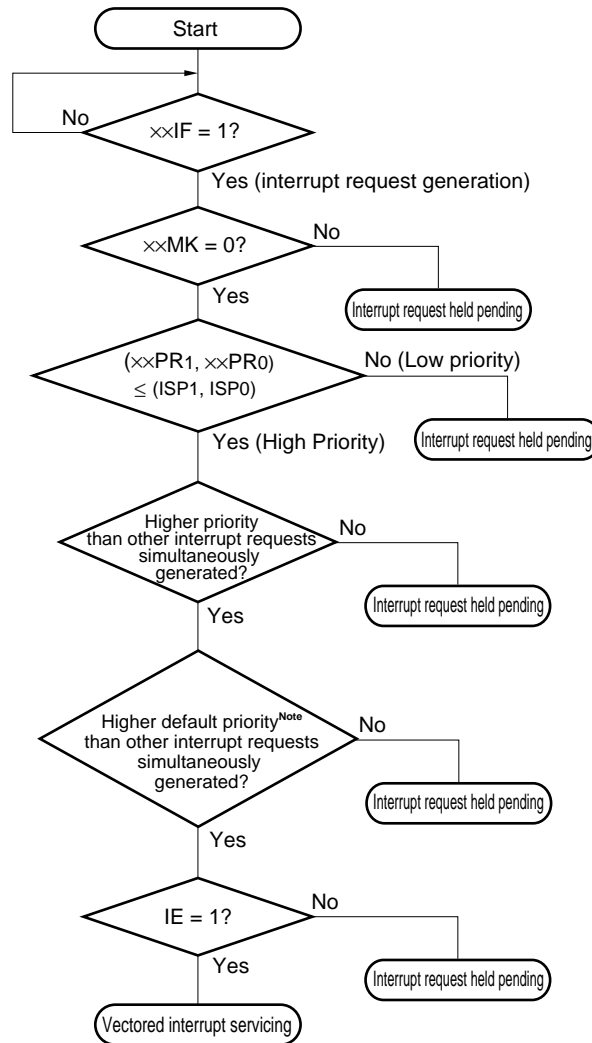 Start
No
××IF = 1?
Yes (interrupt request generation)
No
××MK = 0?
Yes
Interrupt request held pending
(××PR1, ××PR0)
≤ (ISP1, ISP0)
No (Low priority)
Yes (High Priority)
Interrupt request held pending
Higher priority
than other interrupt requests
simultaneously
generated?
No
Interrupt request held pending
Yes
Higher default priorityNote
than other interrupt requests
simultaneously
generated?
No
Interrupt request held pending
Yes
IE = 1?
No
Yes
Interrupt request held pending
Vectored interrupt servicing